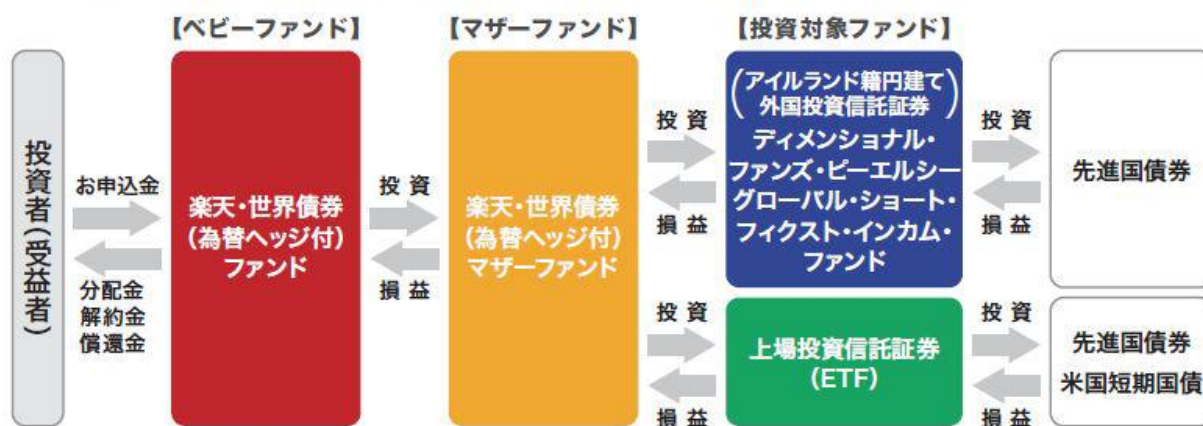 【ベビーファンド】
【マザーファンド】
【投資対象ファンド】
投資者(受益者)
お申込金
分配金
解約金
償還金
楽天・世界債券
(為替ヘッジ付)
ファンド
投 資
損 益
楽天・世界債券
(為替ヘッジ付)
マザーファンド
投 資
損 益
(アイルランド籍円建て
外国投資信託証券)
ディメンショナル・
ファンズ・ピーエルシー
グローバル・ショート・
フィクスト・インカム・
ファンド
投 資
損 益
先進国債券
投 資
損 益
上場投資信託証券
(ETF)
投 資
損 益
先進国債券
米国短期国債